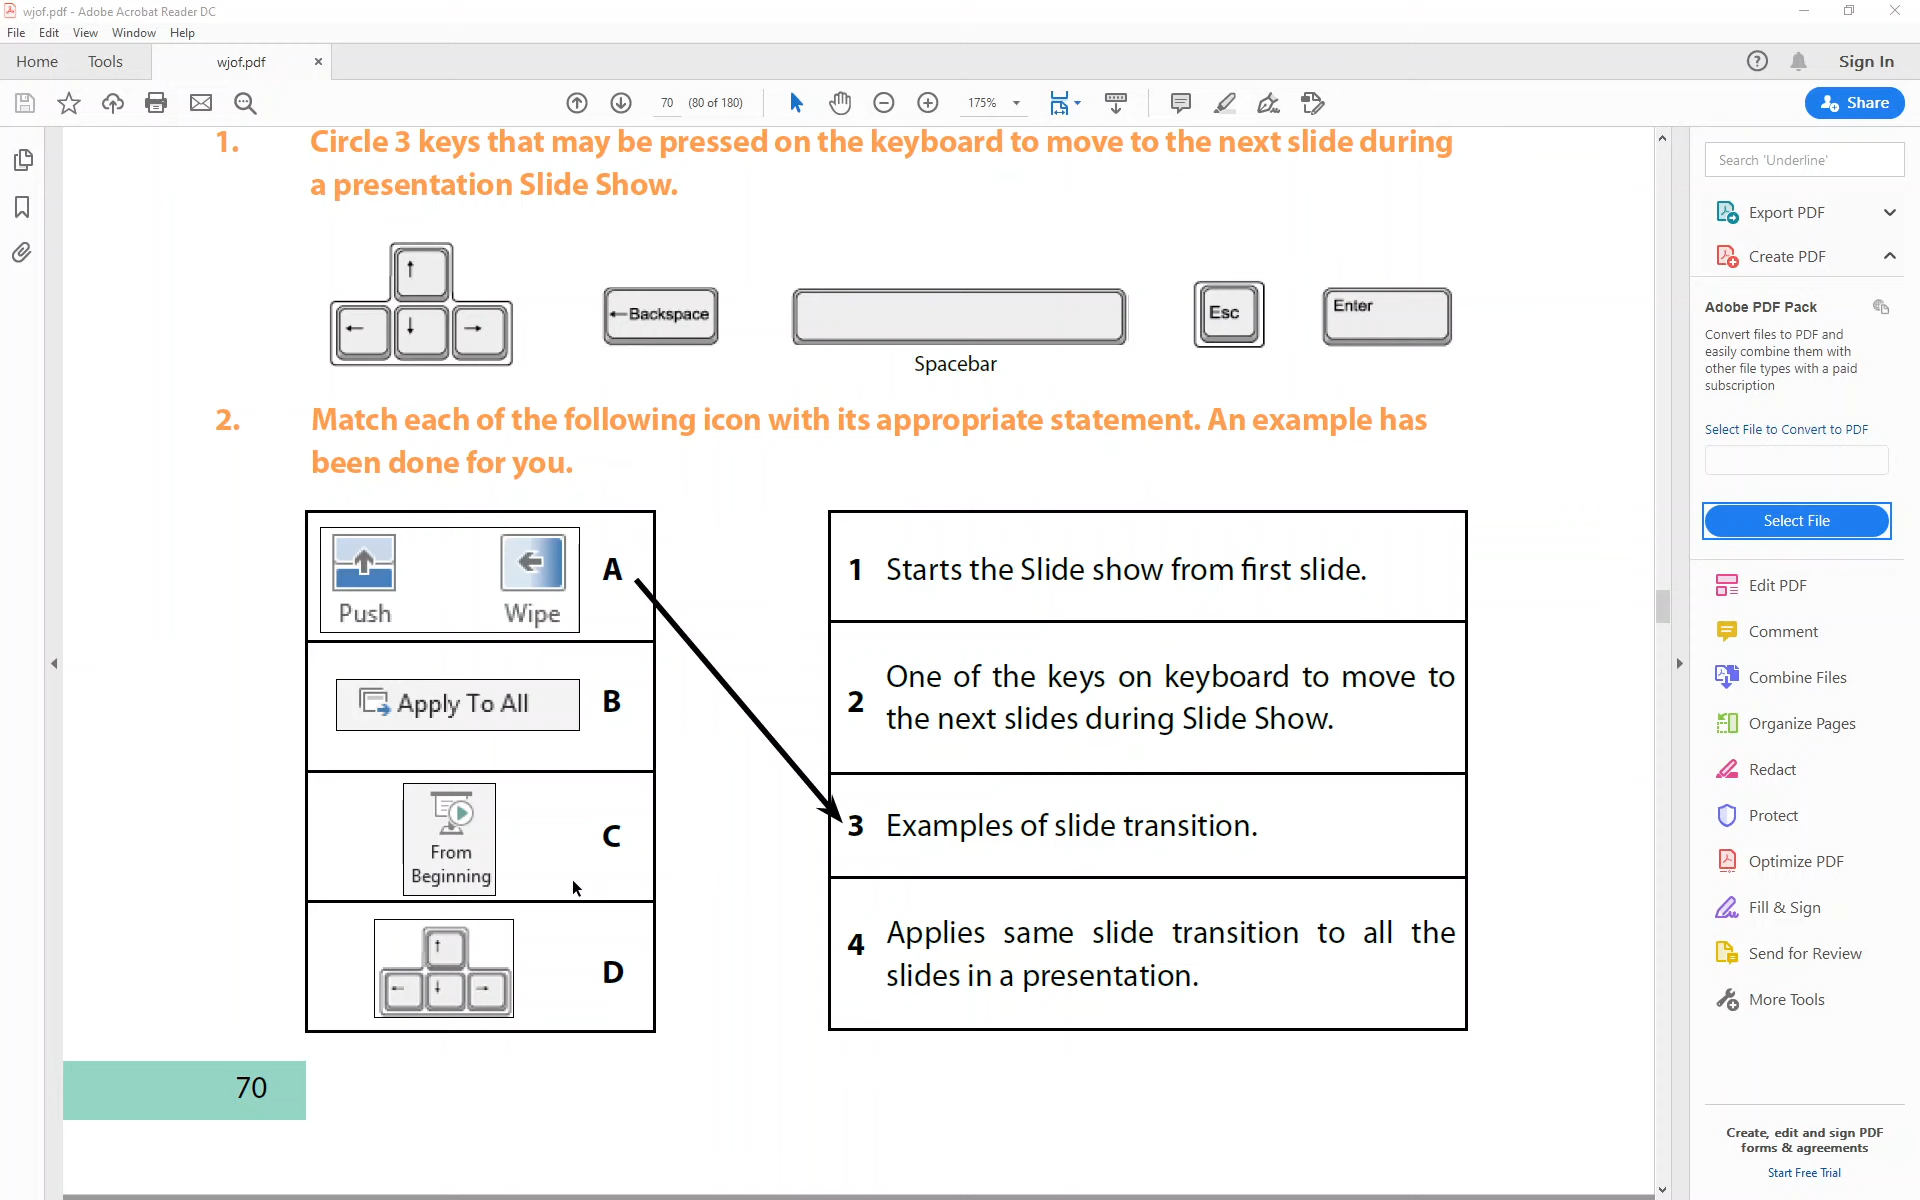 wjof.pdf - Adobe Acrobat Reader DC
File Edit View Window Help
Home Tools wjof.pdf × Sign In
70 (80 of 180) 175% Share
1. Circle 3 keys that may be pressed on the keyboard to move to the next slide during
a presentation Slide Show.
↑
← ↓ →
←Backspace
Spacebar
Esc
Enter
2. Match each of the following icon with its appropriate statement. An example has
been done for you.
Push Wipe A
Apply To All B
From
Beginning
C
↑
← ↓ →
D
1 Starts the Slide show from first slide.
2 One of the keys on keyboard to move to
the next slides during Slide Show.
3 Examples of slide transition.
4 Applies same slide transition to all the
slides in a presentation.
70
Search 'Underline'
Export PDF
Create PDF
Adobe PDF Pack
Convert files to PDF and
easily combine them with
other file types with a paid
subscription
Select File to Convert to PDF
Select File
Edit PDF
Comment
Combine Files
Organize Pages
Redact
Protect
Optimize PDF
Fill & Sign
Send for Review
More Tools
Create, edit and sign PDF
forms & agreements
Start Free Trial